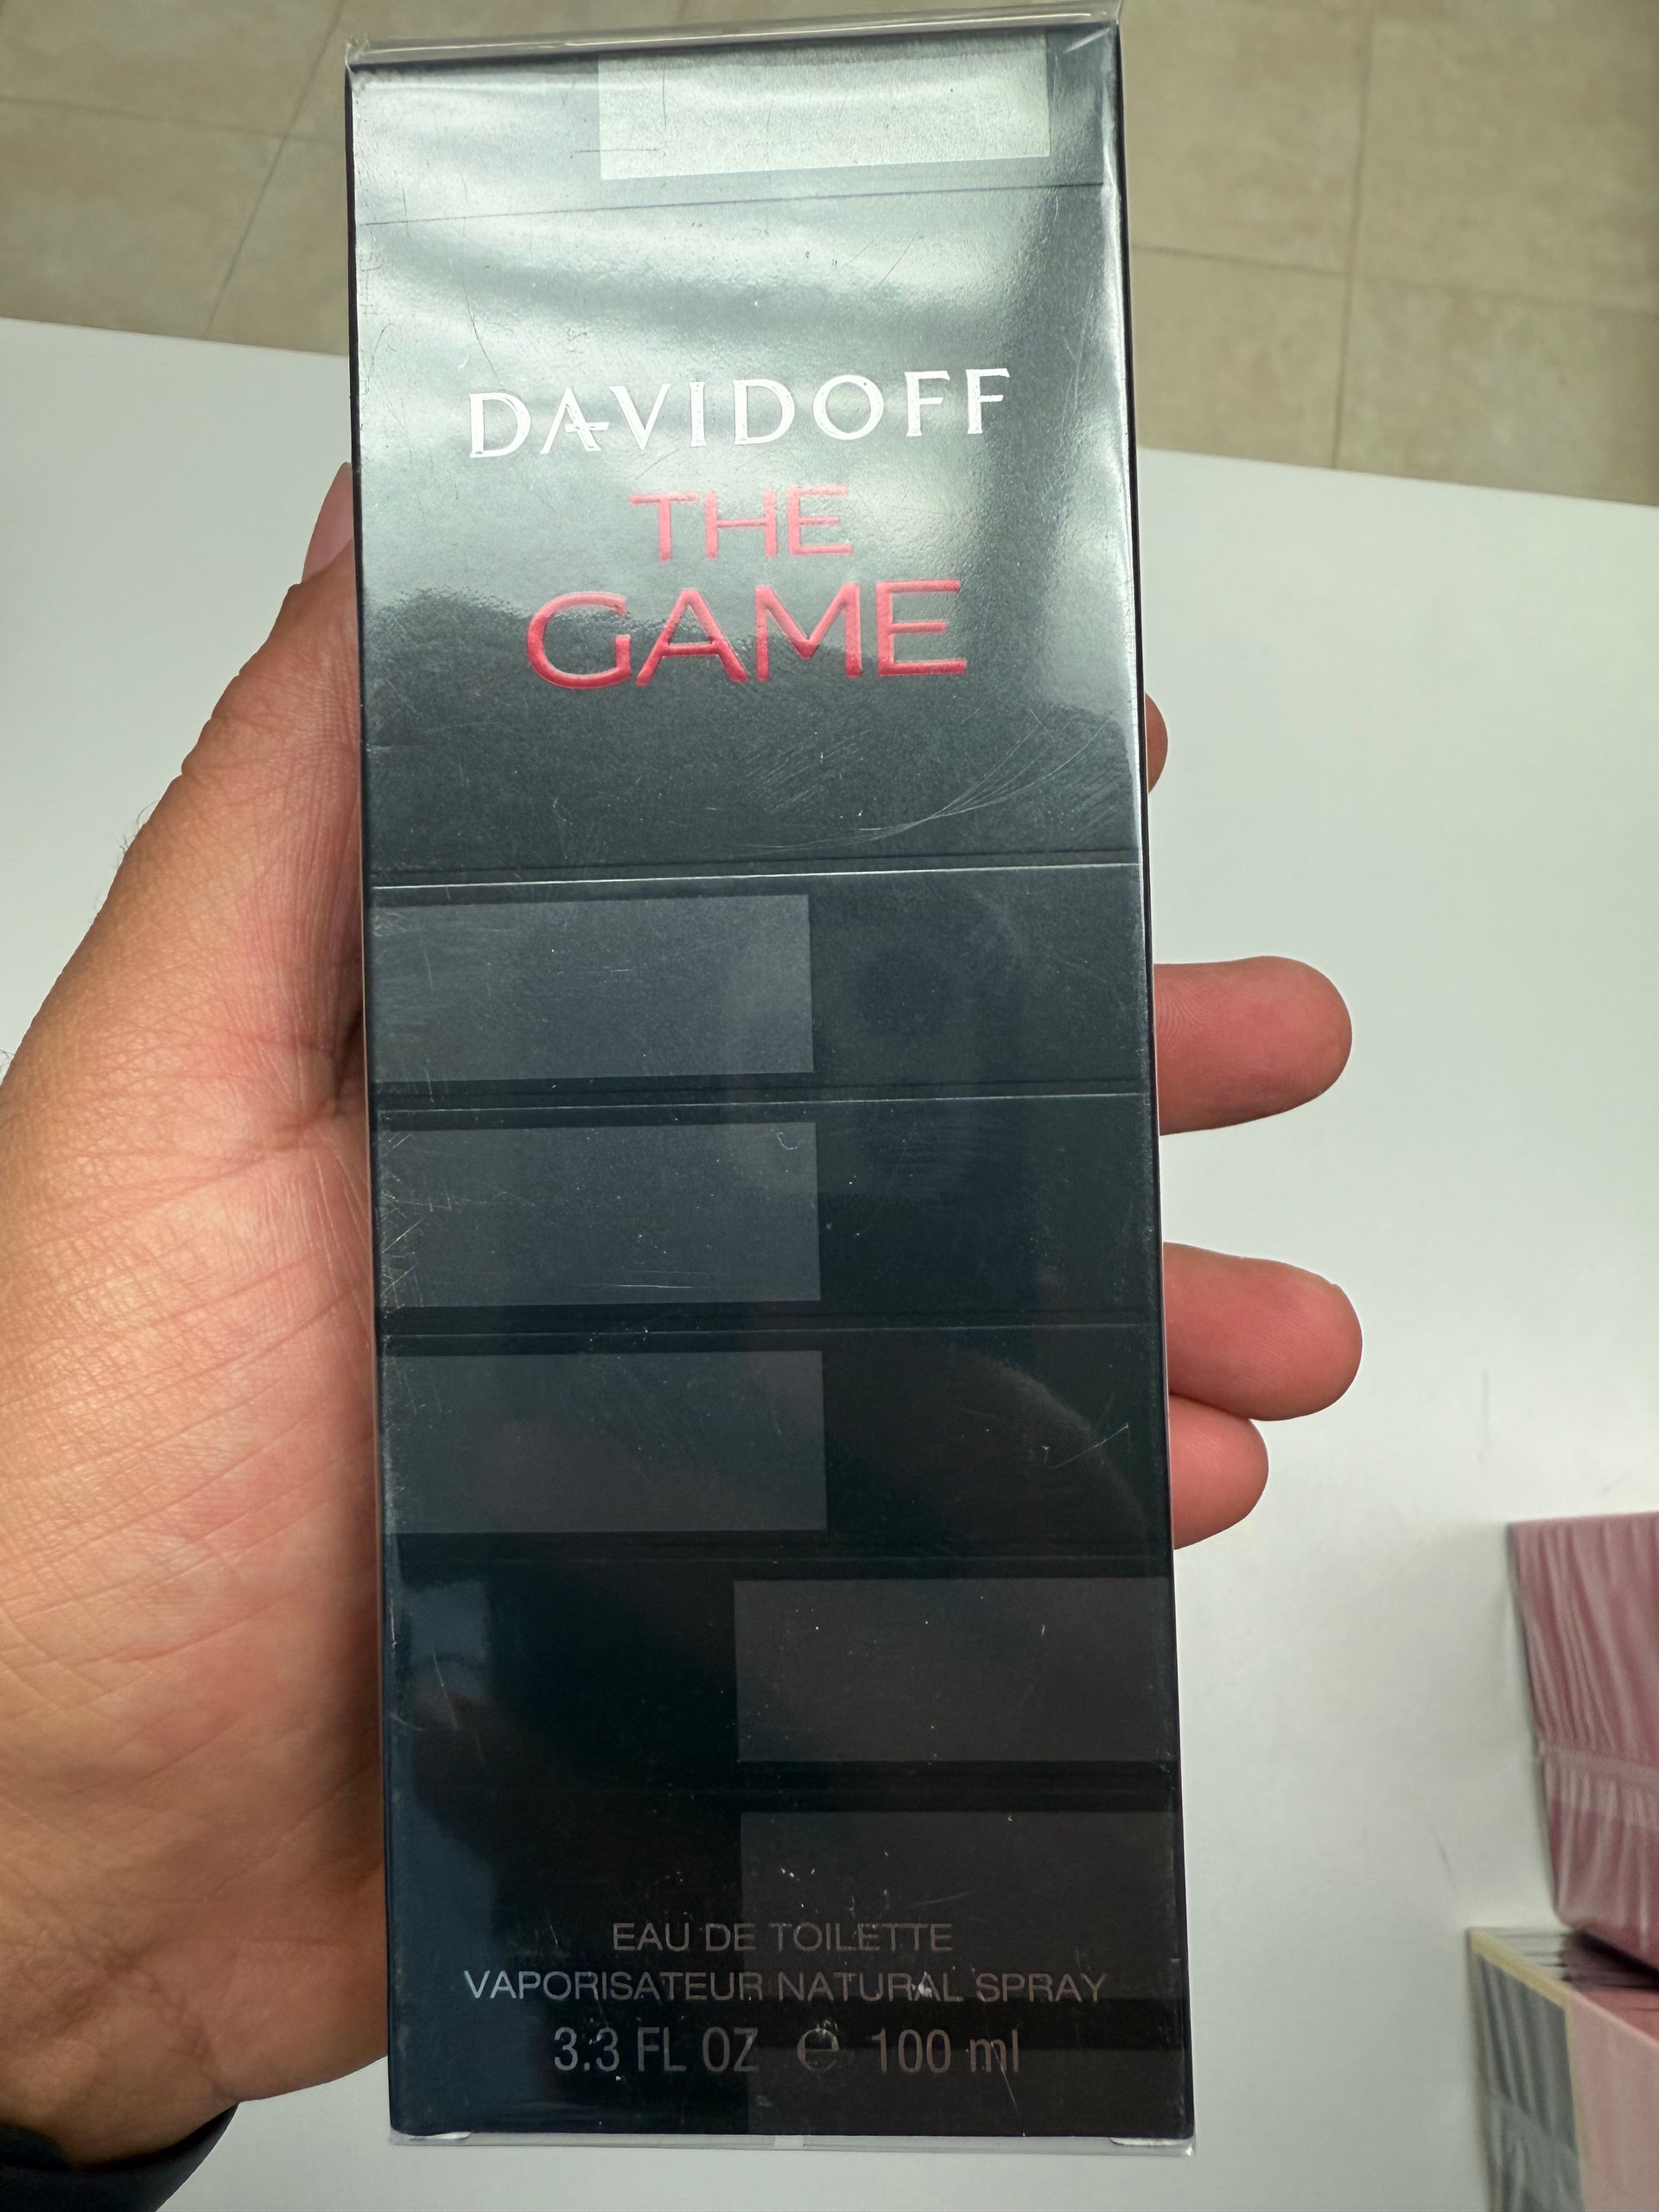 DAVIDOFF
THE
GAME
EAU DE TOILETTE
VAPORISATEUR NATURAL SPRAY
3.3 FL OZ ℮ 100 ml